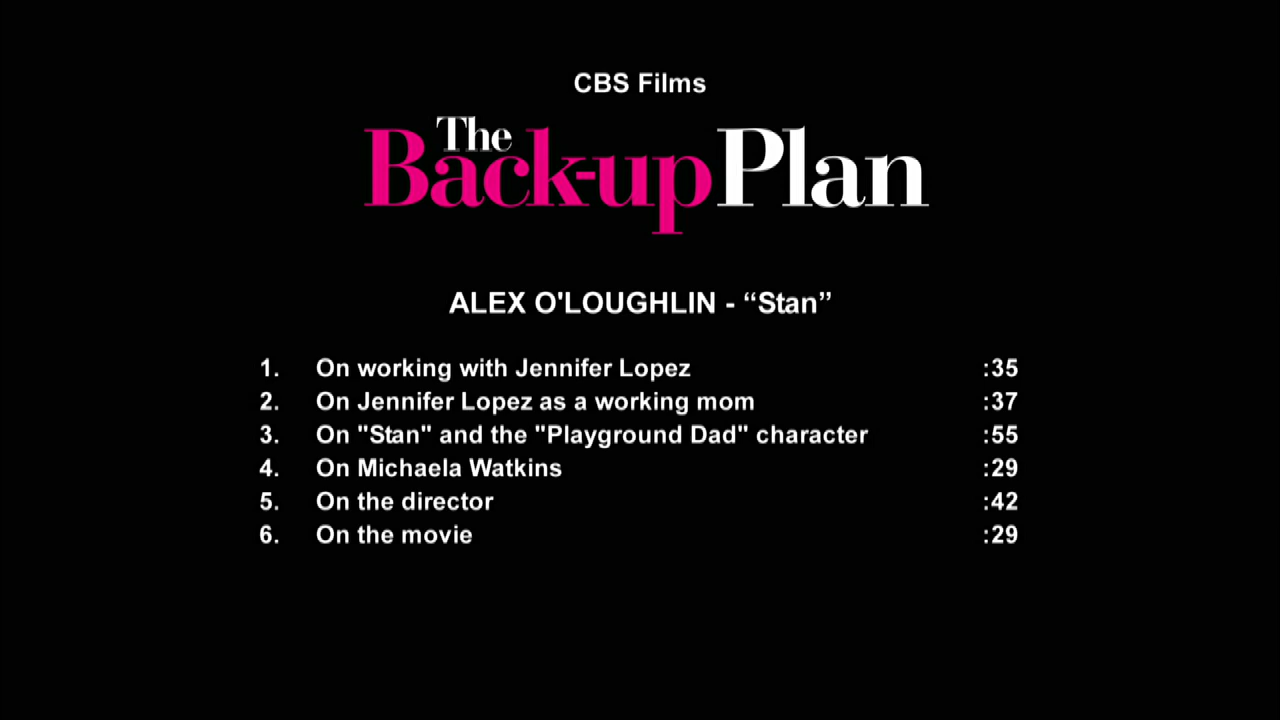 CBS Films
The
Back-up Plan
ALEX O'LOUGHLIN - “Stan”
1. On working with Jennifer Lopez :35
2. On Jennifer Lopez as a working mom :37
3. On "Stan" and the "Playground Dad" character :55
4. On Michaela Watkins :29
5. On the director :42
6. On the movie :29